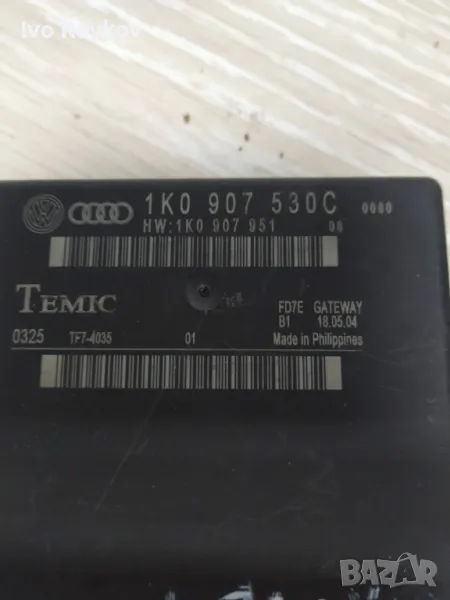 1K0 907 530C 0080
HW:1K0 907 951 08
TEMIC
FD7E GATEWAY
B1 18.05.04
0325 TF7-4035 01 Made in Philippines
BAZAR